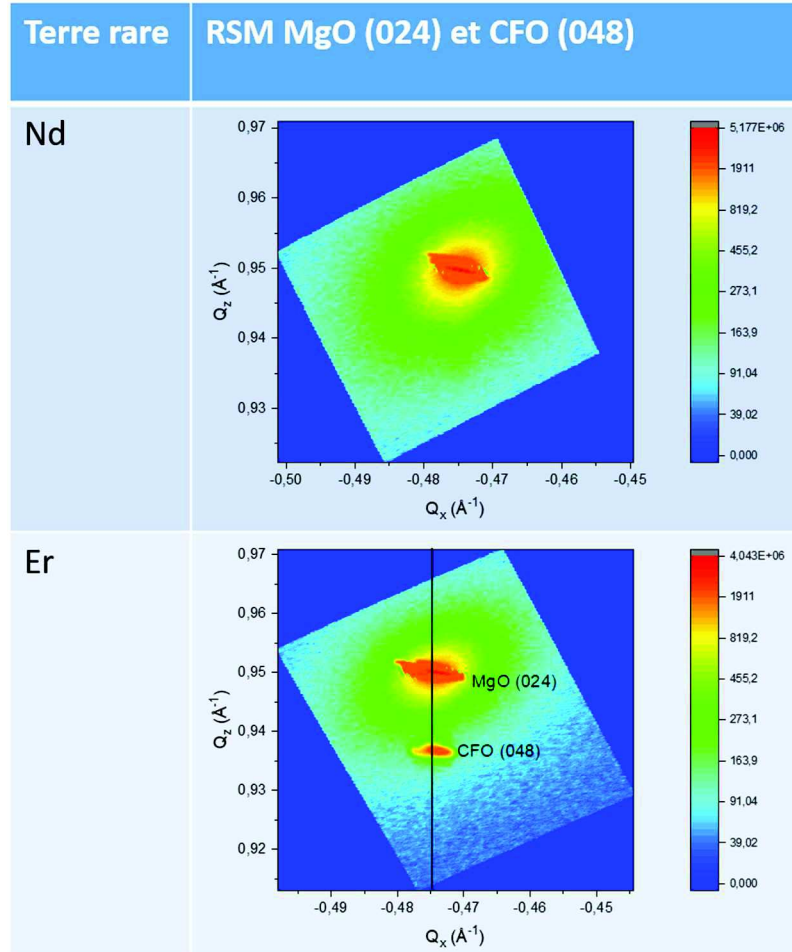 Terre rare
RSM MgO (024) et CFO (048)
Nd
0,97
0,96
0,95
0,94
0,93
Qz (Å-1)
-0,50 -0,49 -0,48 -0,47 -0,46 -0,45
Qx (Å-1)
5,177E+06
1911
819,2
455,2
273,1
163,9
91,04
39,02
0,000
Er
0,97
0,96
0,95
0,94
0,93
0,92
Qz (Å-1)
MgO (024)
CFO (048)
-0,49 -0,48 -0,47 -0,46 -0,45
Qx (Å-1)
4,043E+06
1911
819,2
455,2
273,1
163,9
91,04
39,02
0,000